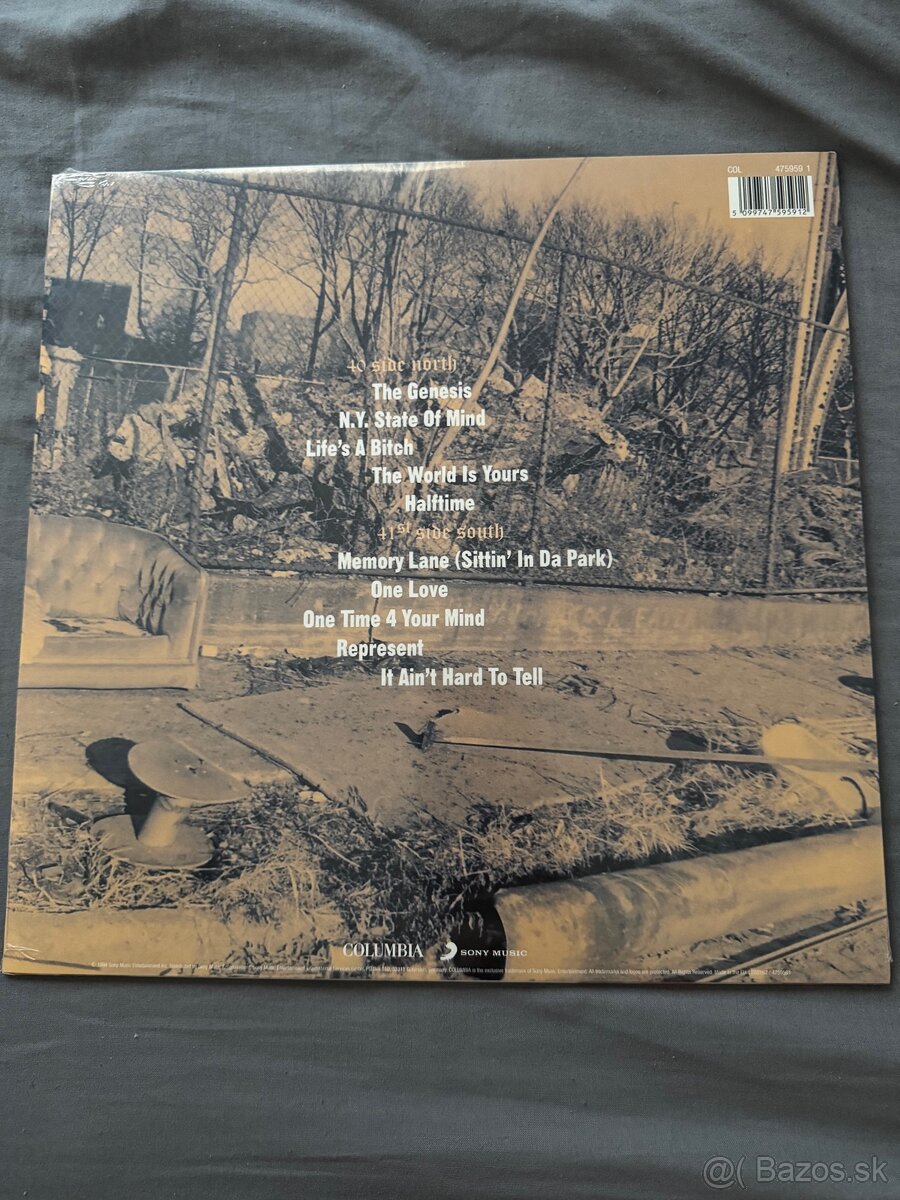 COL 475959 1
5 099747 595912
40 side north
The Genesis
N.Y. State Of Mind
Life's A Bitch
The World Is Yours
Halftime
41st side south
Memory Lane (Sittin' In Da Park)
One Love
One Time 4 Your Mind
Represent
It Ain't Hard To Tell
COLUMBIA SONY MUSIC
@( Bazos.sk